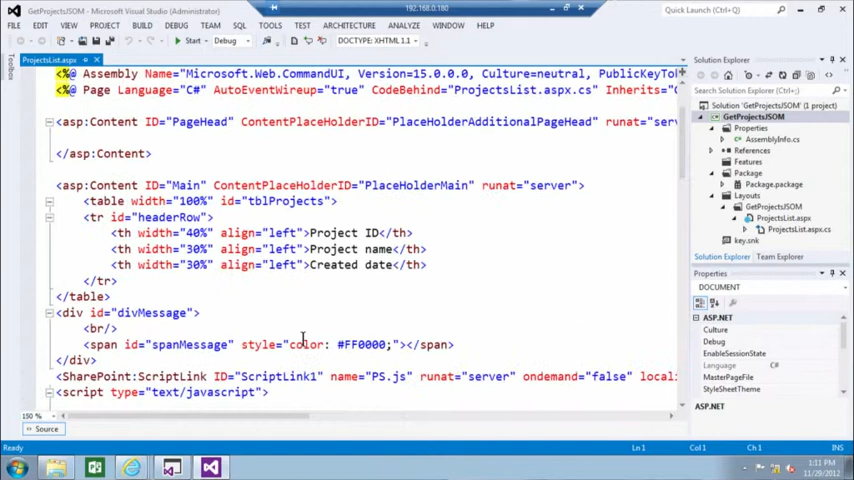 GetProjectsJSOM - Microsoft Visual Studio (Administrator)
192.168.0.180
Quick Launch (Ctrl+Q)
FILE EDIT VIEW PROJECT BUILD DEBUG TEAM SQL TOOLS TEST ARCHITECTURE ANALYZE WINDOW HELP
Start Debug DOCTYPE: XHTML 1.1
Toolbox
ProjectsList.aspx
<%@ Assembly Name="Microsoft.Web.CommandUI, Version=15.0.0.0, Culture=neutral, PublicKeyTo
<%@ Page Language="C#" AutoEventWireup="true" CodeBehind="ProjectsList.aspx.cs" Inherits="G
<asp:Content ID="PageHead" ContentPlaceHolderID="PlaceHolderAdditionalPageHead" runat="serv
</asp:Content>
<asp:Content ID="Main" ContentPlaceHolderID="PlaceHolderMain" runat="server">
<table width="100%" id="tblProjects">
<tr id="headerRow">
<th width="40%" align="left">Project ID</th>
<th width="30%" align="left">Project name</th>
<th width="30%" align="left">Created date</th>
</tr>
</table>
<div id="divMessage">
<br/>
<span id="spanMessage" style="color: #FF0000;"></span>
</div>
<SharePoint:ScriptLink ID="ScriptLink1" name="PS.js" runat="server" ondemand="false" locali
<script type="text/javascript">
150 %
Source
Solution Explorer
Search Solution Explorer (Ctrl+;)
Solution 'GetProjectsJSOM' (1 project)
GetProjectsJSOM
Properties
AssemblyInfo.cs
References
Features
Package
Package.package
Layouts
GetProjectsJSOM
ProjectsList.aspx
ProjectsList.aspx.cs
key.snk
Solution Explorer Team Explorer
Properties
DOCUMENT
ASP.NET
Culture
Debug
EnableSessionState
Language C#
MasterPageFile
StyleSheetTheme
ASP.NET
Ready Ln 1 Col 1 Ch 1 INS
1:11 PM
11/29/2012